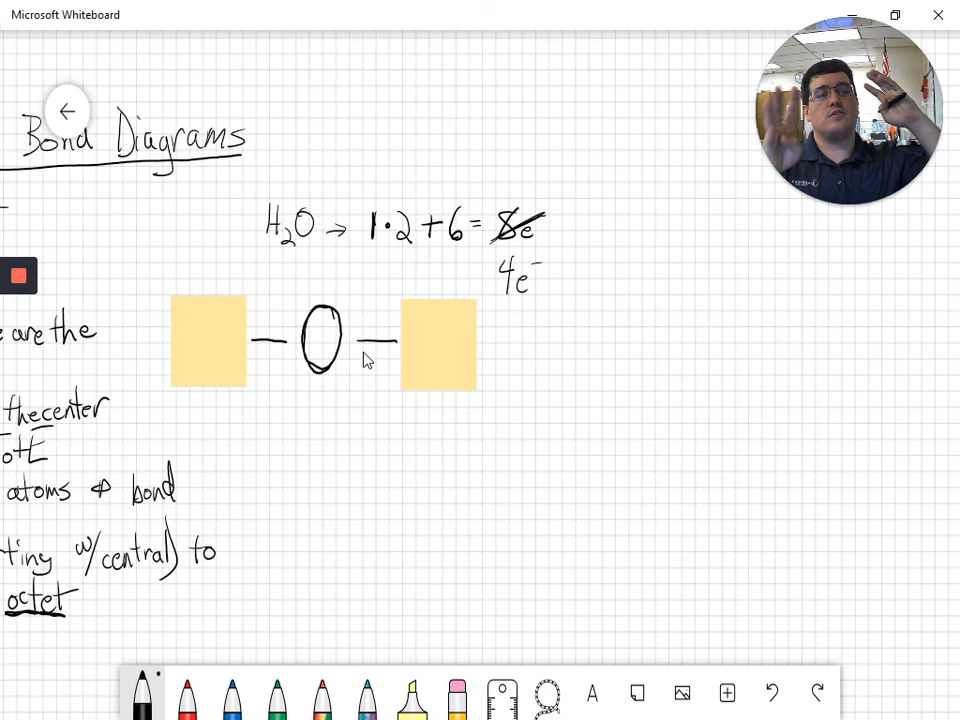 Microsoft Whiteboard
Bond Diagrams
H₂O → 1·2+6= 8e
4e⁻
— O —
e are the
the center
atoms & bond
ting w/central) to
octet
A